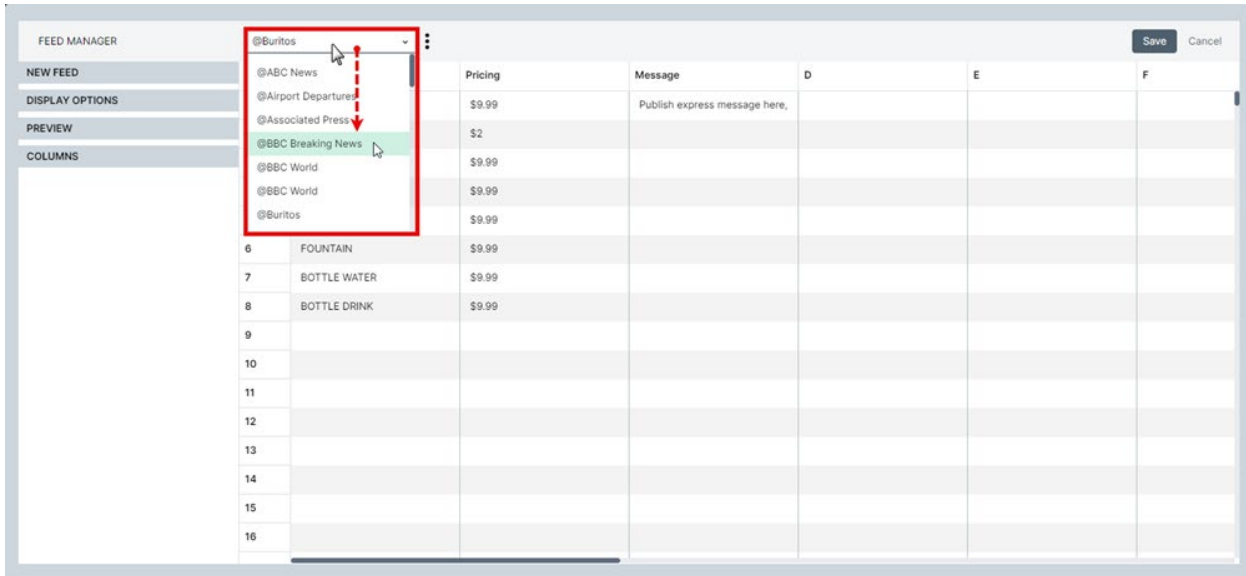 FEED MANAGER
@Buritos
Save Cancel
NEW FEED
DISPLAY OPTIONS
PREVIEW
COLUMNS
@ABC News
@Airport Departures
@Associated Press
@BBC Breaking News
@BBC World
@BBC World
@Buritos
Pricing Message D E F
$9.99 Publish express message here,
$2
$9.99
$9.99
$9.99
6 FOUNTAIN $9.99
7 BOTTLE WATER $9.99
8 BOTTLE DRINK $9.99
9
10
11
12
13
14
15
16